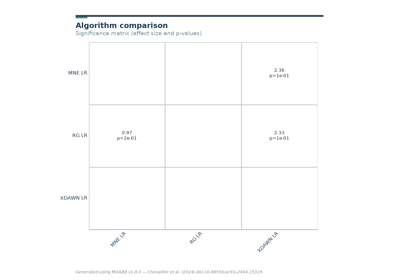 Algorithm comparison
Significance matrix (effect size and p-values)
MNE LR
2.36
p=1e-01
RG LR
0.97
p=2e-01
2.33
p=1e-01
XDAWN LR
MNE LR
RG LR
XDAWN LR
Generated using MOABB v1.6.0 — Chevallier et al. (2024) doi:10.48550/arXiv.2404.15319